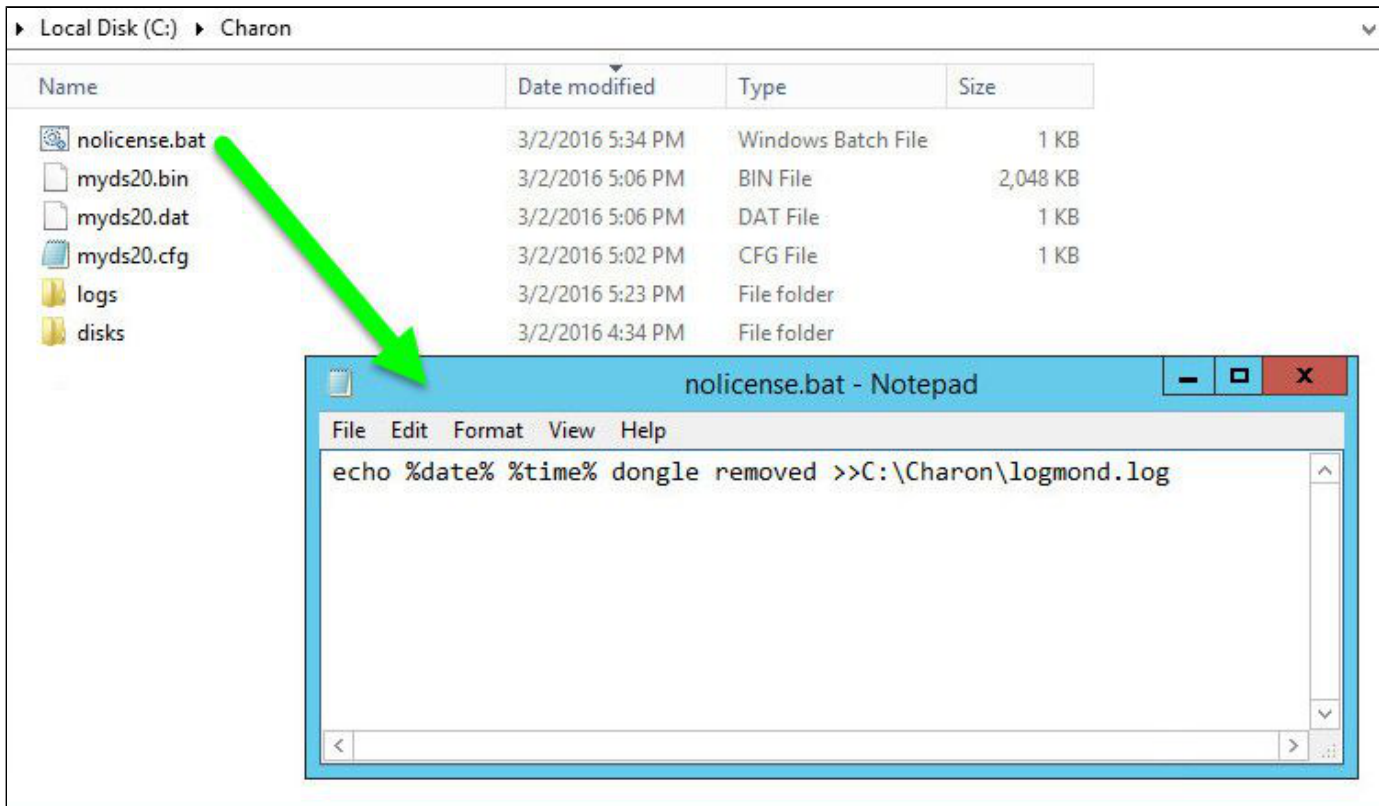 Local Disk (C:) Charon
Name Date modified Type Size
nolicense.bat 3/2/2016 5:34 PM Windows Batch File 1 KB
myds20.bin 3/2/2016 5:06 PM BIN File 2,048 KB
myds20.dat 3/2/2016 5:06 PM DAT File 1 KB
myds20.cfg 3/2/2016 5:02 PM CFG File 1 KB
logs 3/2/2016 5:23 PM File folder
disks 3/2/2016 4:34 PM File folder
nolicense.bat - Notepad
File Edit Format View Help
echo %date% %time% dongle removed >>C:\Charon\logmond.log